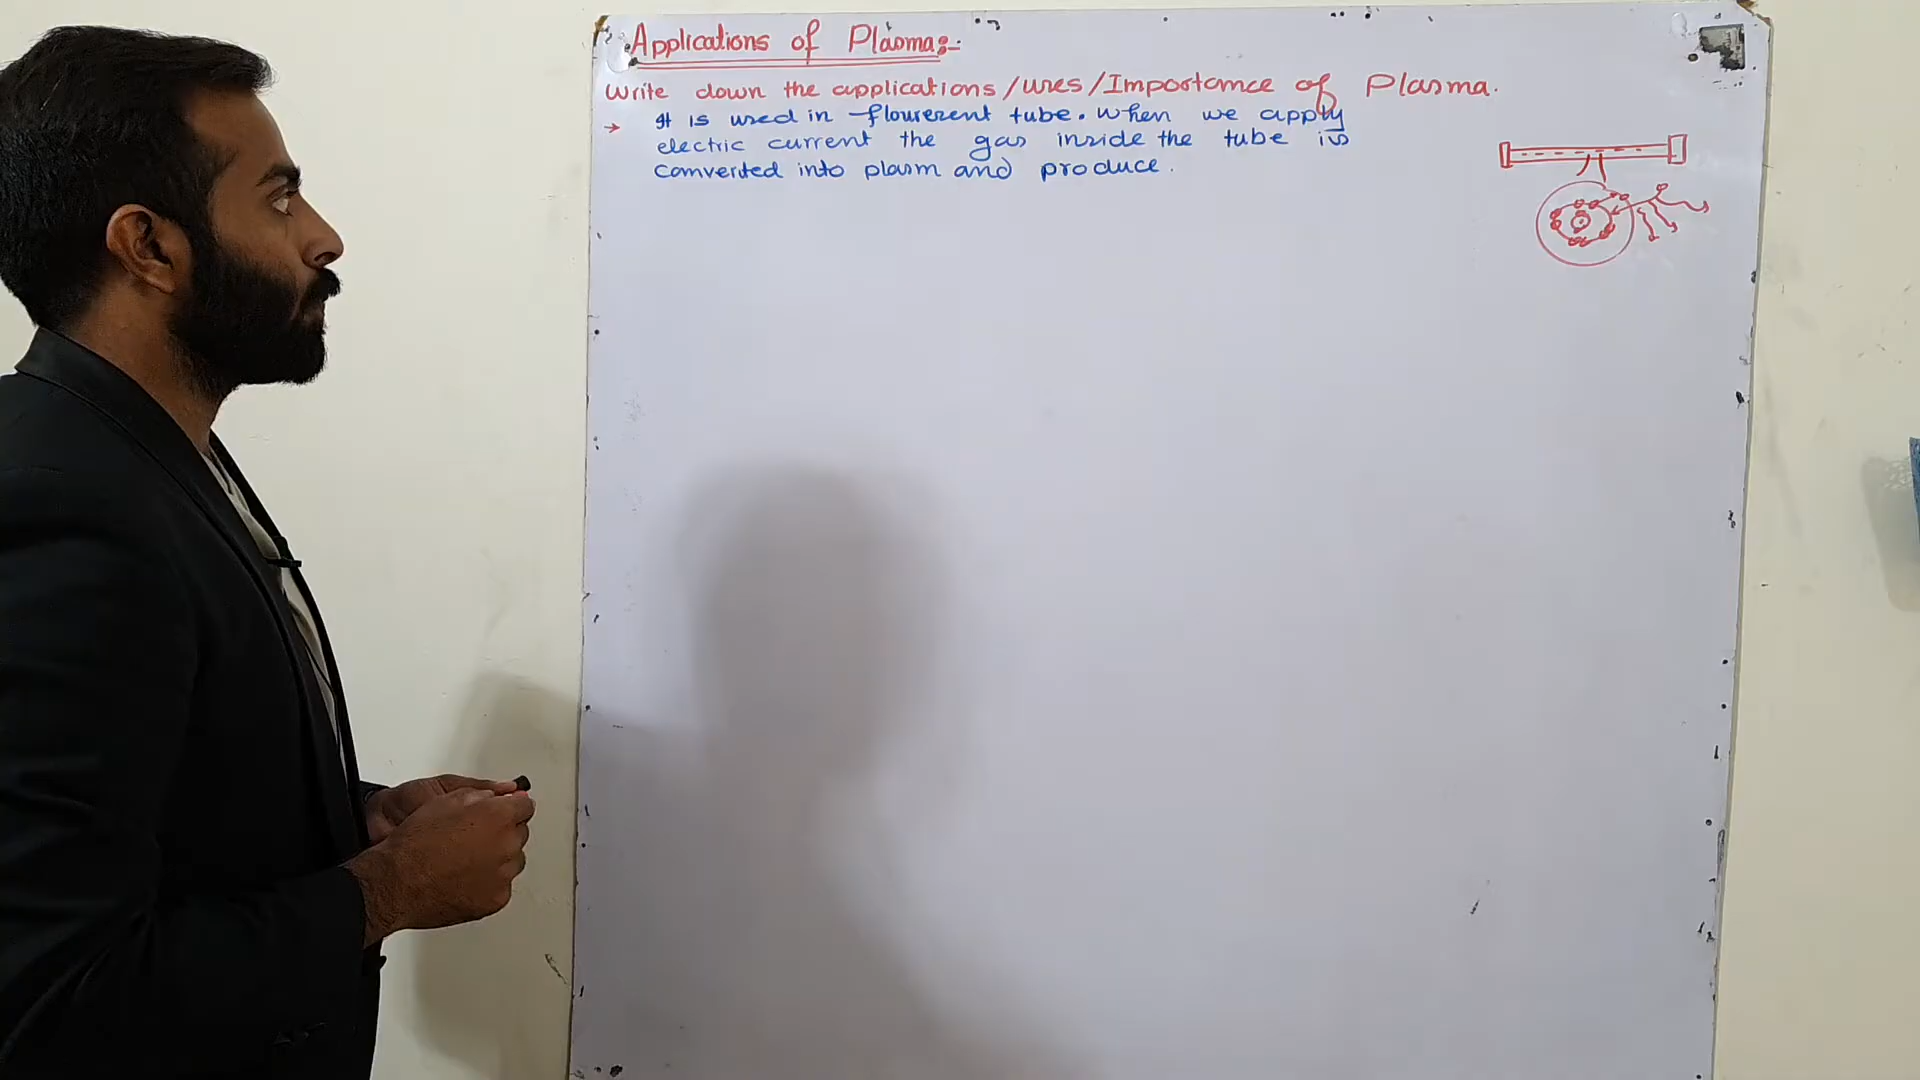 Applications of Plasma:-
Write down the applications/uses/Importance of Plasma.
→ It is used in flouresent tube. When we apply
electric current the gas inside the tube is
converted into plasm and produce.